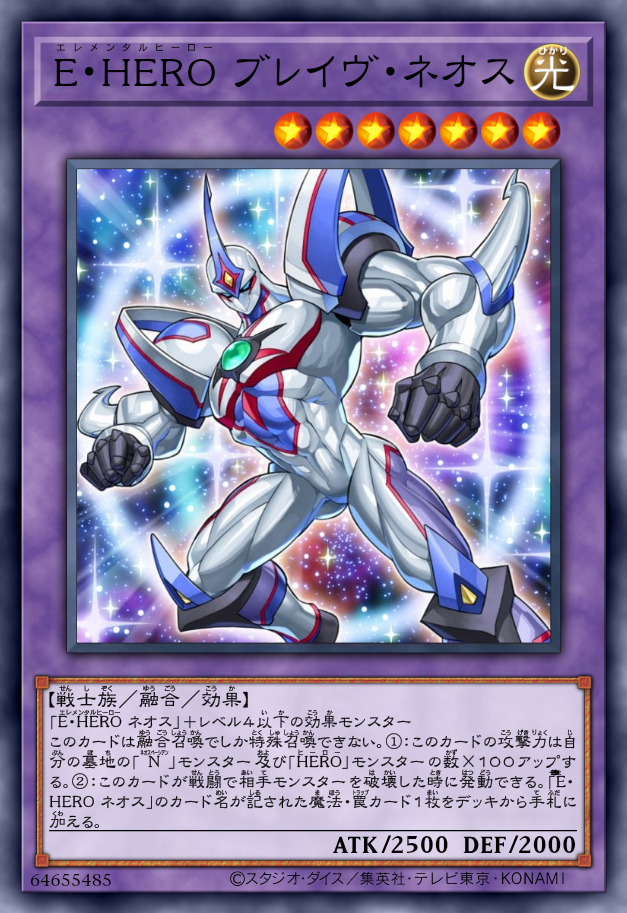 エレメンタルヒーロー
E・HERO ブレイヴ・ネオス
ひかり
光
【戦士族／融合／効果】
「E・HERO ネオス」＋レベル４以下の効果モンスター
このカードは融合召喚でしか特殊召喚できない。①：このカードの攻撃力は自
分の墓地の「N」モンスター及び「HERO」モンスターの数×１００アップす
る。②：このカードが戦闘で相手モンスターを破壊した時に発動できる。「E・
HERO ネオス」のカード名が記された魔法・罠カード１枚をデッキから手札に
加える。
ATK/2500 DEF/2000
64655485
©スタジオ・ダイス／集英社・テレビ東京・KONAMI